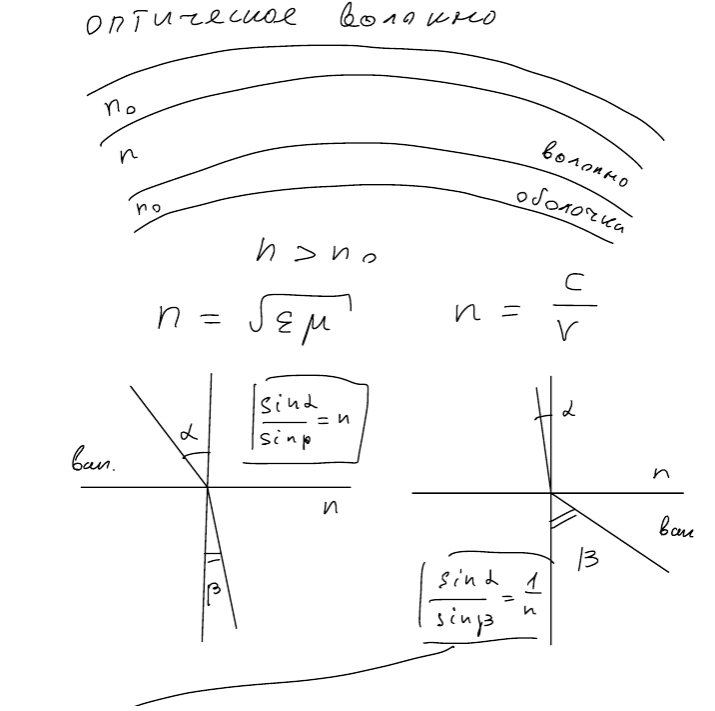 оптическое волокно
n₀
n
волокно
n₀
оболочка
n > n₀
n = √εμ
n = c/v
sinα/sinβ = n
α
вак.
n
β
α
n
вак
β
sinα/sinβ = 1/n